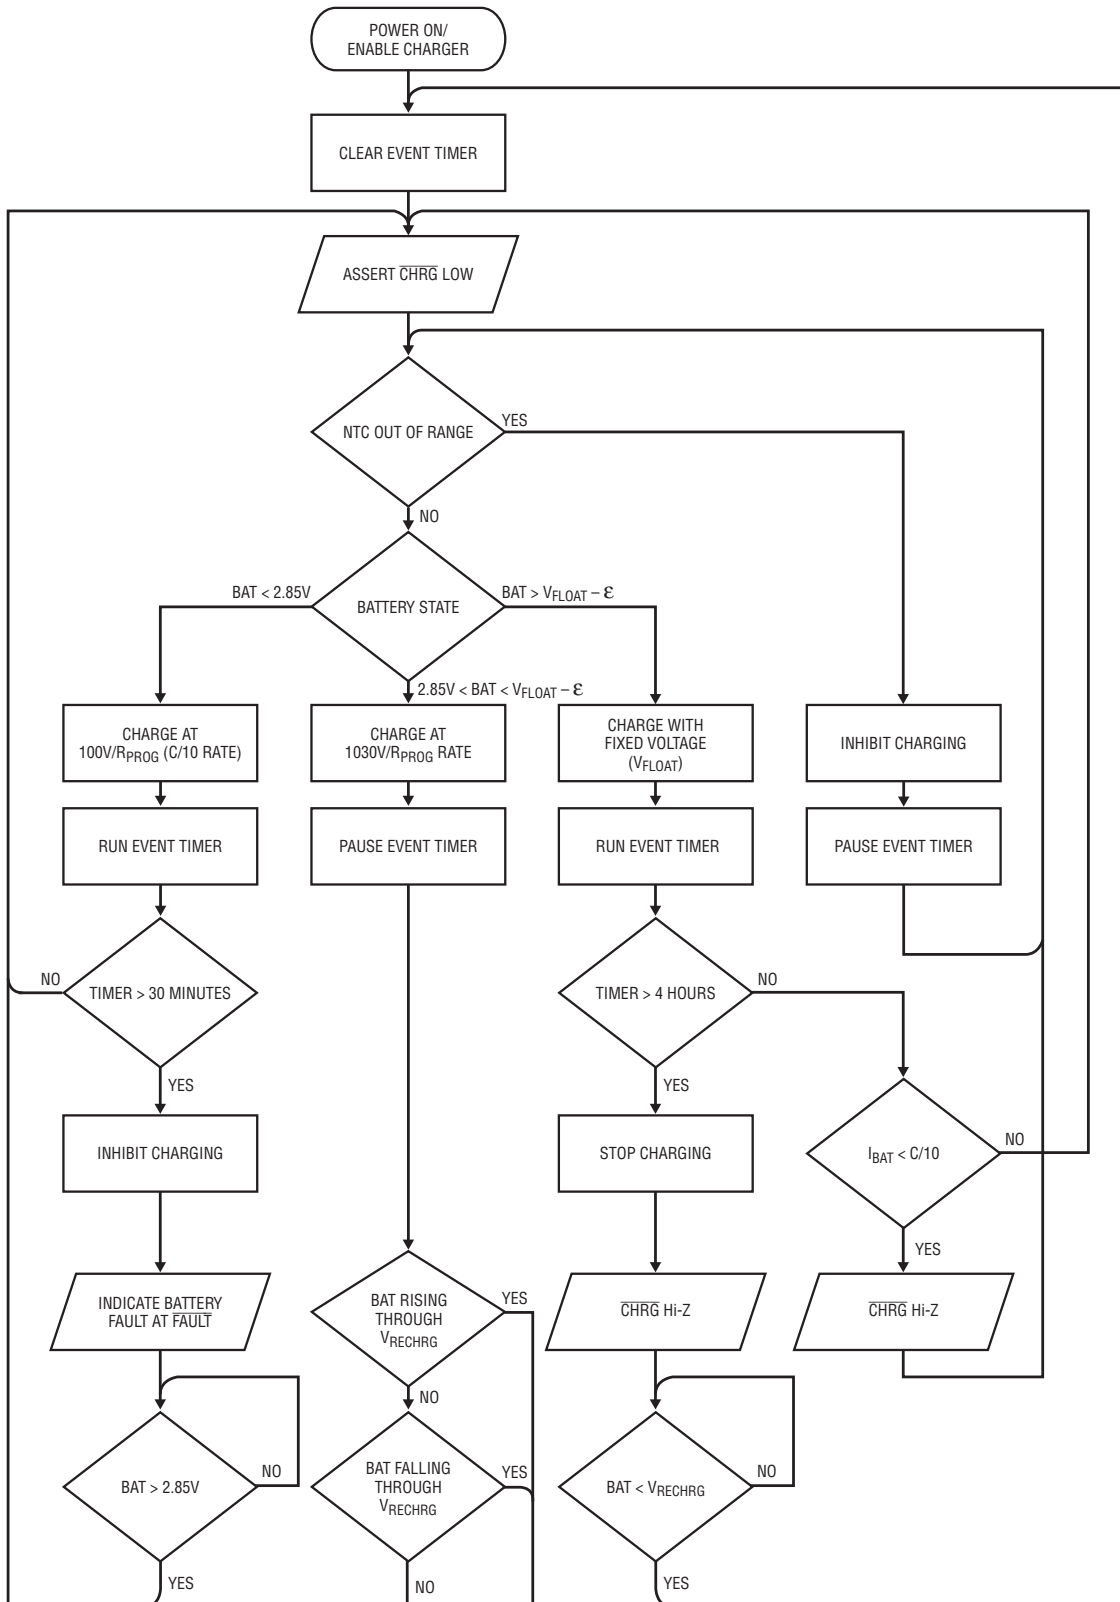 POWER ON/
ENABLE CHARGER
CLEAR EVENT TIMER
ASSERT C̅H̅R̅G̅ LOW
NTC OUT OF RANGE
YES
NO
BATTERY STATE
BAT < 2.85V
BAT > VFLOAT – ε
2.85V < BAT < VFLOAT – ε
CHARGE AT
100V/RPROG (C/10 RATE)
CHARGE AT
1030V/RPROG RATE
CHARGE WITH
FIXED VOLTAGE
(VFLOAT)
INHIBIT CHARGING
RUN EVENT TIMER
PAUSE EVENT TIMER
RUN EVENT TIMER
PAUSE EVENT TIMER
NO
TIMER > 30 MINUTES
YES
TIMER > 4 HOURS
NO
YES
INHIBIT CHARGING
STOP CHARGING
IBAT < C/10
NO
YES
INDICATE BATTERY
FAULT AT F̅A̅U̅L̅T̅
BAT RISING
THROUGH
VRECHRG
YES
NO
C̅H̅R̅G̅ Hi-Z
C̅H̅R̅G̅ Hi-Z
BAT > 2.85V
NO
YES
BAT FALLING
THROUGH
VRECHRG
YES
NO
BAT < VRECHRG
NO
YES